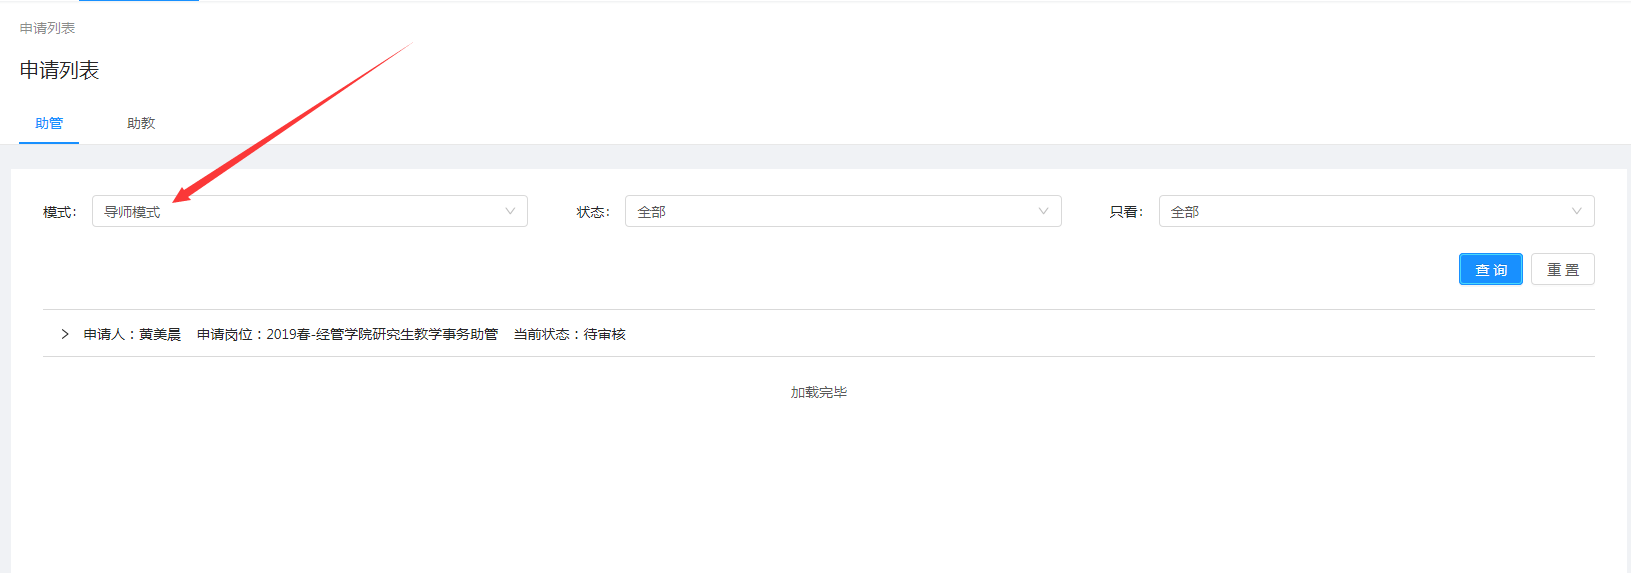 申请列表
申请列表
助管 助教
模式： 导师模式 状态： 全部 只看： 全部
查 询 重 置
申请人：黄美晨 申请岗位：2019春-经管学院研究生教学事务助管 当前状态：待审核
加载完毕